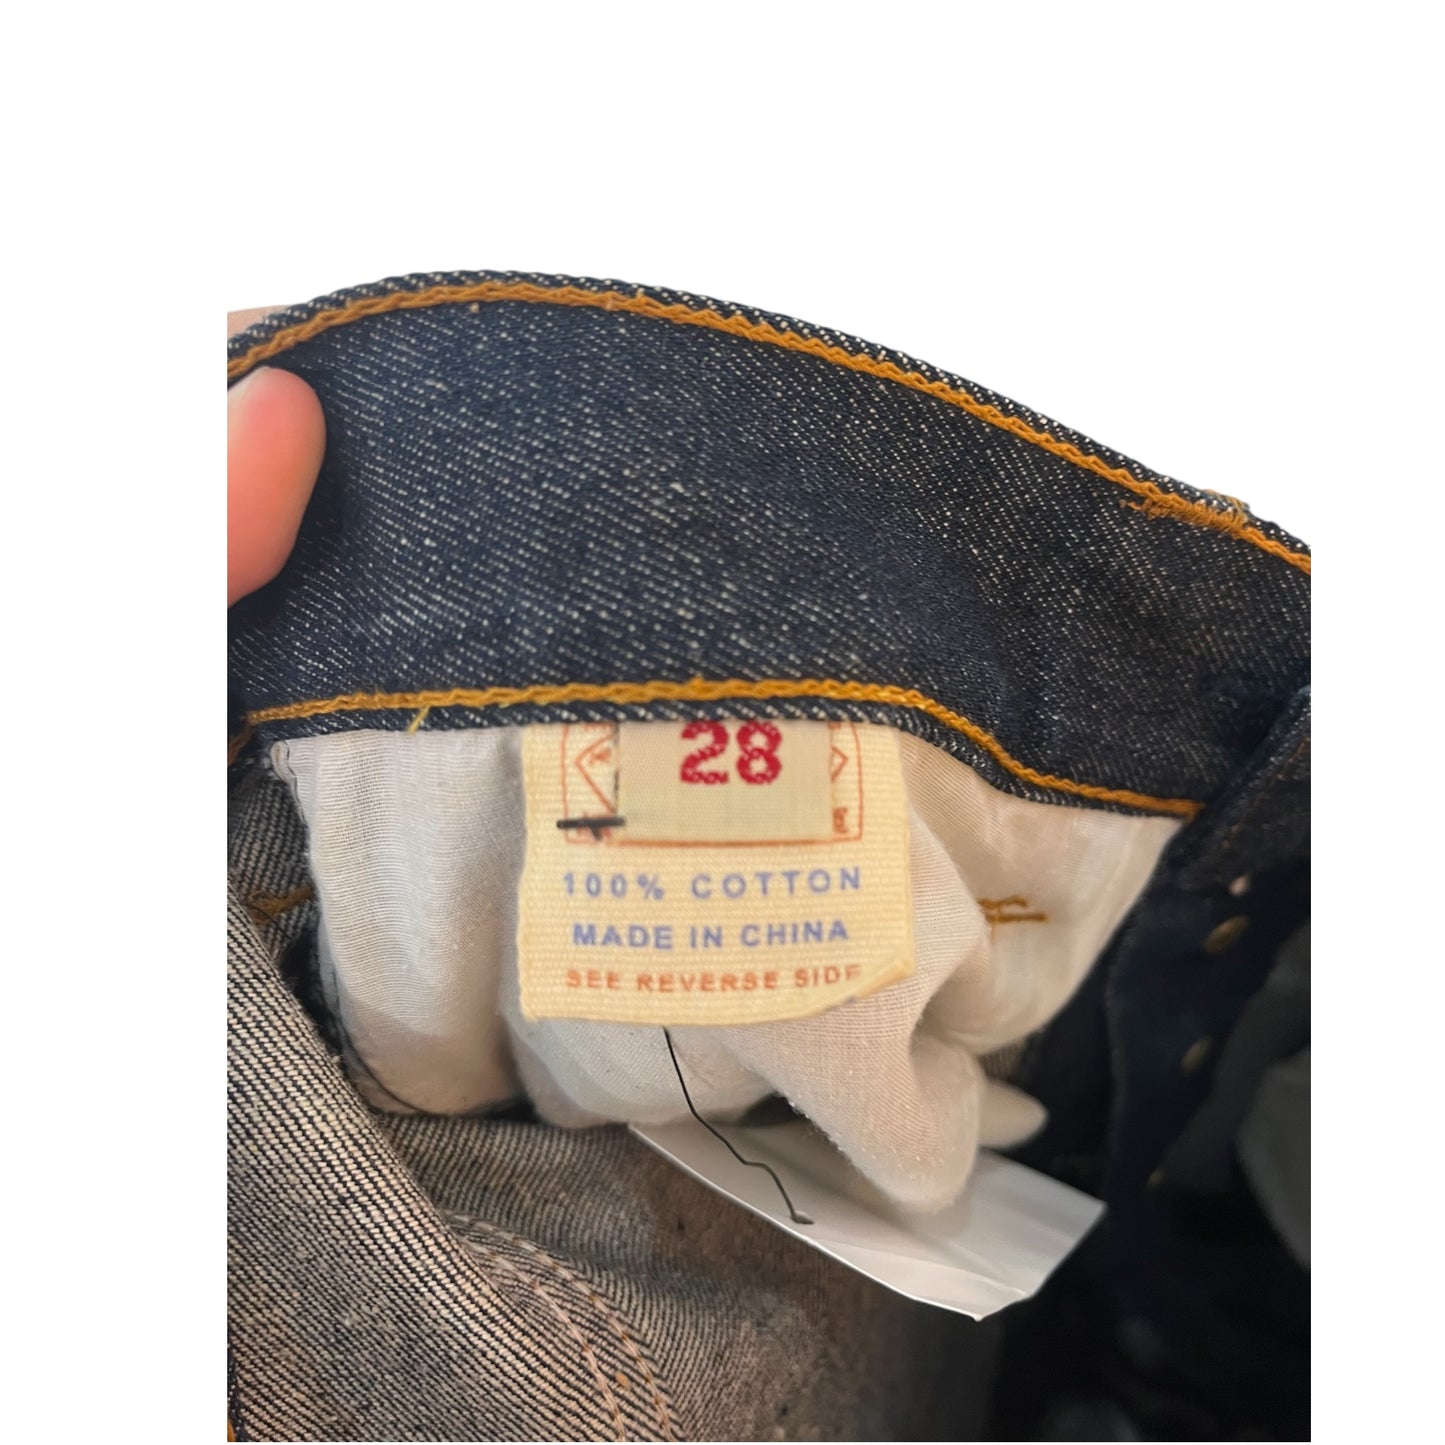 28
100% COTTON
MADE IN CHINA
SEE REVERSE SIDE